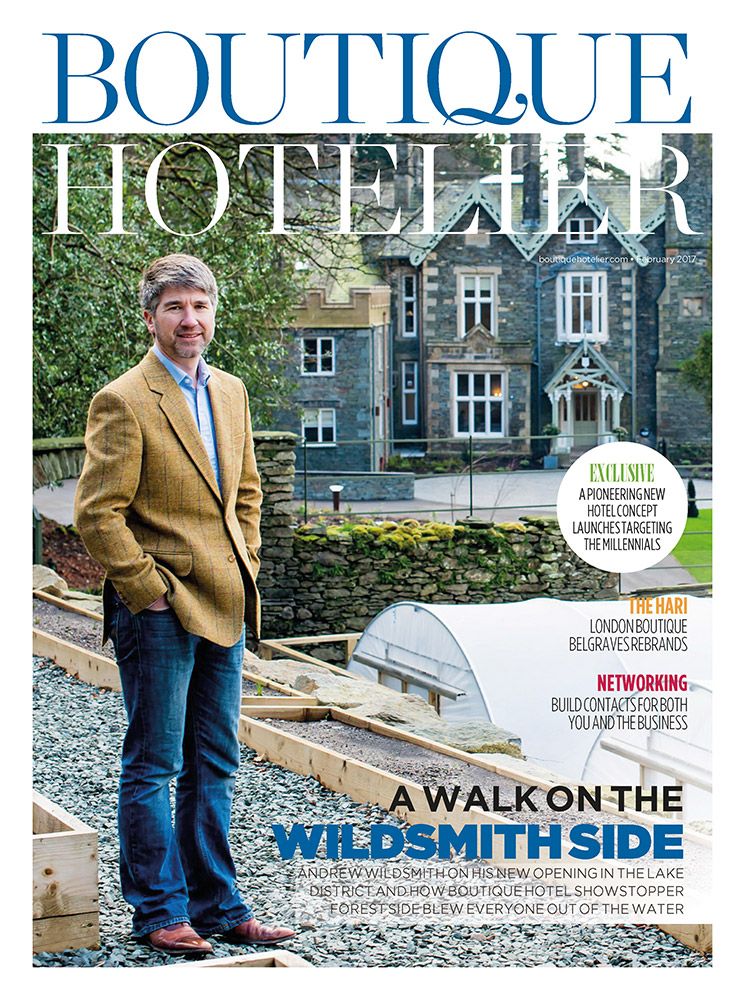 BOUTIQUE
HOTELIER
boutiquehotelier.com • February 2017
EXCLUSIVE
A PIONEERING NEW
HOTEL CONCEPT
LAUNCHES TARGETING
THE MILLENNIALS
THE HARI
LONDON BOUTIQUE
BELGRAVES REBRANDS
NETWORKING
BUILD CONTACTS FOR BOTH
YOU AND THE BUSINESS
A WALK ON THE
WILDSMITH SIDE
ANDREW WILDSMITH ON HIS NEW OPENING IN THE LAKE
DISTRICT AND HOW BOUTIQUE HOTEL SHOWSTOPPER
FOREST SIDE BLEW EVERYONE OUT OF THE WATER